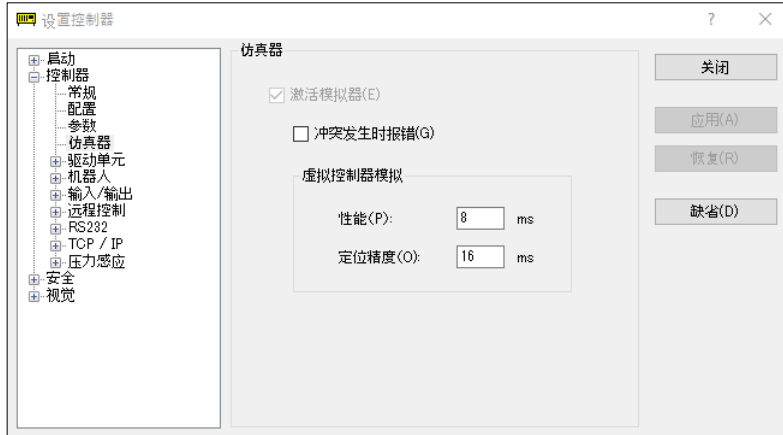 设置控制器
启动
控制器
常规
配置
参数
仿真器
驱动单元
机器人
输入/输出
远程控制
RS232
TCP / IP
压力感应
安全
视觉
仿真器
激活模拟器(E)
冲突发生时报错(G)
虚拟控制器模拟
性能(P): 8 ms
定位精度(O): 16 ms
关闭
应用(A)
恢复(R)
缺省(D)